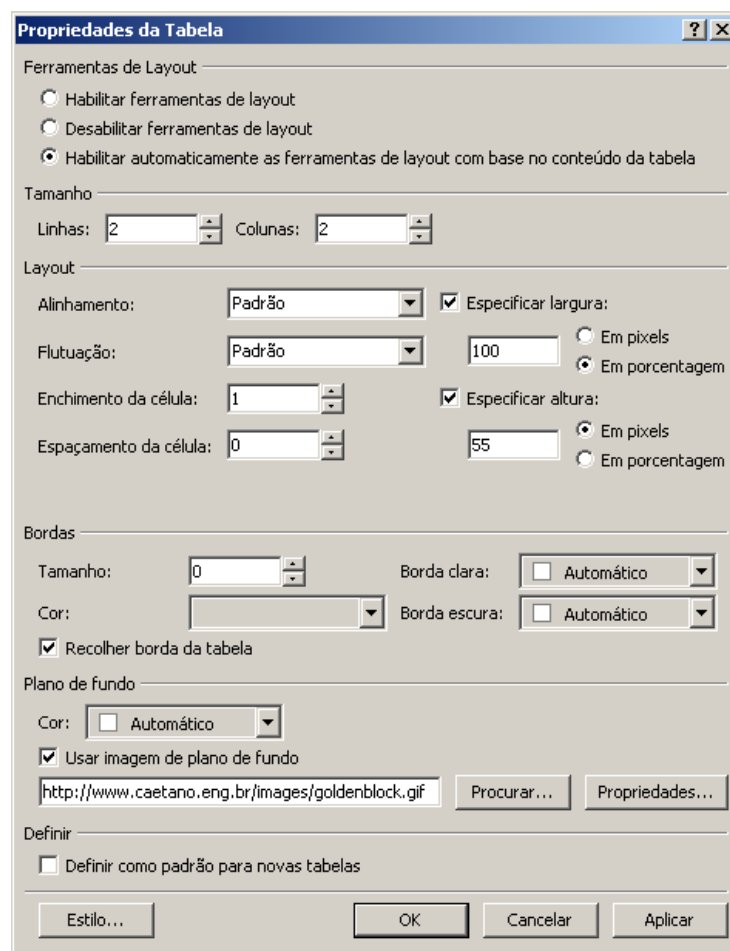 Propriedades da Tabela
Ferramentas de Layout
Habilitar ferramentas de layout
Desabilitar ferramentas de layout
Habilitar automaticamente as ferramentas de layout com base no conteúdo da tabela
Tamanho
Linhas: 2 Colunas: 2
Layout
Alinhamento: Padrão Especificar largura:
Flutuação: Padrão 100 Em pixels
Em porcentagem
Enchimento da célula: 1 Especificar altura:
Espaçamento da célula: 0 55 Em pixels
Em porcentagem
Bordas
Tamanho: 0 Borda clara: Automático
Cor: Borda escura: Automático
Recolher borda da tabela
Plano de fundo
Cor: Automático
Usar imagem de plano de fundo
http://www.caetano.eng.br/images/goldenblock.gif Procurar... Propriedades...
Definir
Definir como padrão para novas tabelas
Estilo... OK Cancelar Aplicar